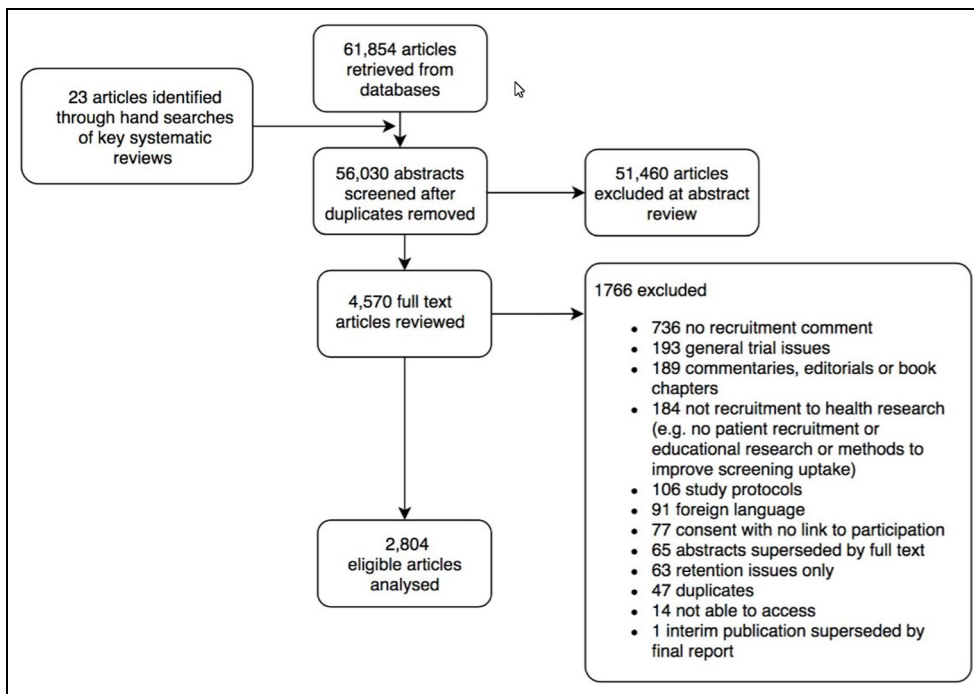 61,854 articles
retrieved from
databases
23 articles identified
through hand searches
of key systematic
reviews
56,030 abstracts
screened after
duplicates removed
51,460 articles
excluded at abstract
review
4,570 full text
articles reviewed
1766 excluded
• 736 no recruitment comment
• 193 general trial issues
• 189 commentaries, editorials or book
chapters
• 184 not recruitment to health research
(e.g. no patient recruitment or
educational research or methods to
improve screening uptake)
• 106 study protocols
• 91 foreign language
• 77 consent with no link to participation
• 65 abstracts superseded by full text
• 63 retention issues only
• 47 duplicates
• 14 not able to access
• 1 interim publication superseded by
final report
2,804
eligible articles
analysed